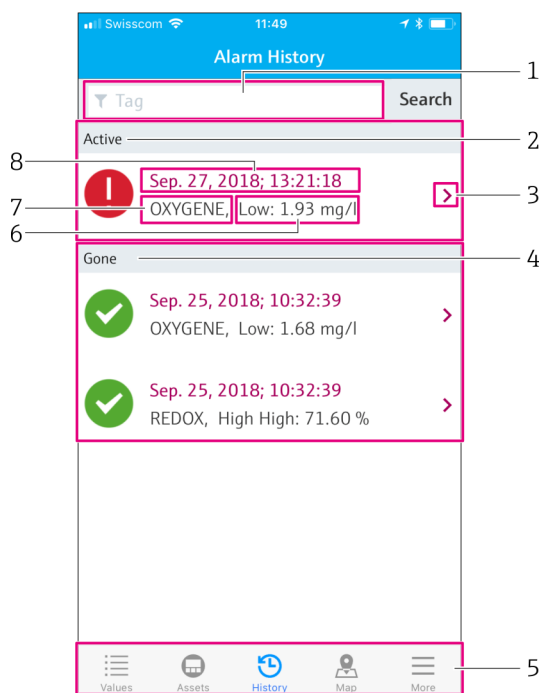 Swisscom 11:49
Alarm History
1
Tag Search
Active
2
8
Sep. 27, 2018; 13:21:18
3
7
OXYGENE, Low: 1.93 mg/l
6
Gone
4
Sep. 25, 2018; 10:32:39
OXYGENE, Low: 1.68 mg/l
Sep. 25, 2018; 10:32:39
REDOX, High High: 71.60 %
5
Values Assets History Map More